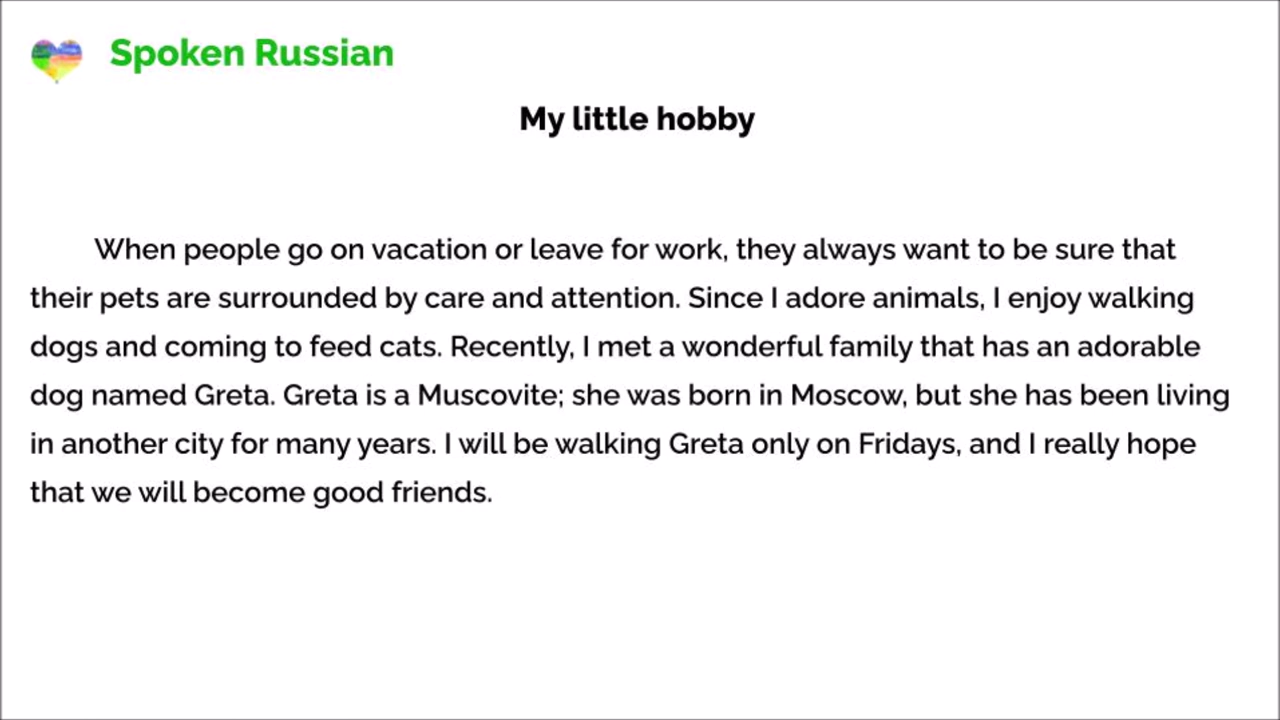 Spoken Russian
My little hobby
When people go on vacation or leave for work, they always want to be sure that
their pets are surrounded by care and attention. Since I adore animals, I enjoy walking
dogs and coming to feed cats. Recently, I met a wonderful family that has an adorable
dog named Greta. Greta is a Muscovite; she was born in Moscow, but she has been living
in another city for many years. I will be walking Greta only on Fridays, and I really hope
that we will become good friends.